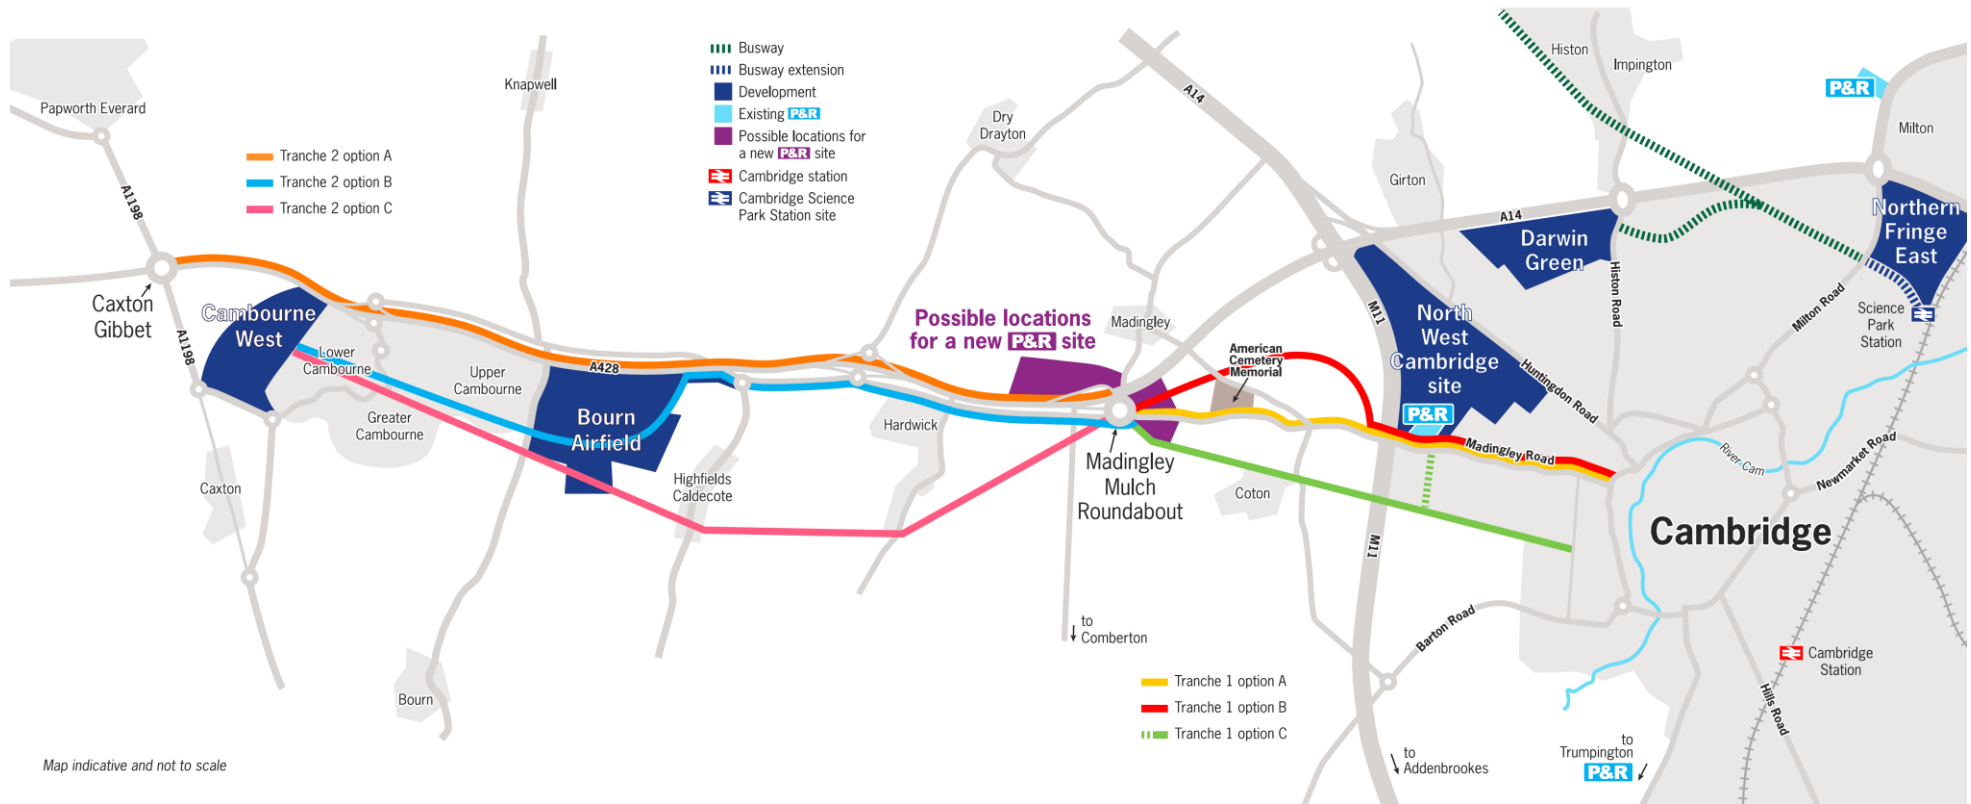 Papworth Everard
A1198
Caxton
Gibbet
A1198
Cambourne
West
Lower
Cambourne
Greater
Cambourne
Upper
Cambourne
Caxton
Bourn
Knapwell
Tranche 2 option A
Tranche 2 option B
Tranche 2 option C
Busway
Busway extension
Development
Existing P&R
Possible locations for
a new P&R site
Cambridge station
Cambridge Science
Park Station site
A428
Bourn
Airfield
Highfields
Caldecote
Hardwick
Dry
Drayton
Possible locations
for a new P&R site
Madingley
American
Cemetery
Memorial
Madingley
Mulch
Roundabout
Coton
to
Comberton
A14
Girton
A14
Histon
Impington
P&R
Milton
Northern
Fringe
East
Darwin
Green
Histon Road
Milton Road
Science
Park
Station
M11
North
West
Cambridge
site
P&R
Huntingdon Road
Madingley Road
River Cam
Newmarket Road
Cambridge
M11
Barton Road
Cambridge
Station
Hills Road
Tranche 1 option A
Tranche 1 option B
Tranche 1 option C
to
Addenbrookes
to
Trumpington
P&R
Map indicative and not to scale